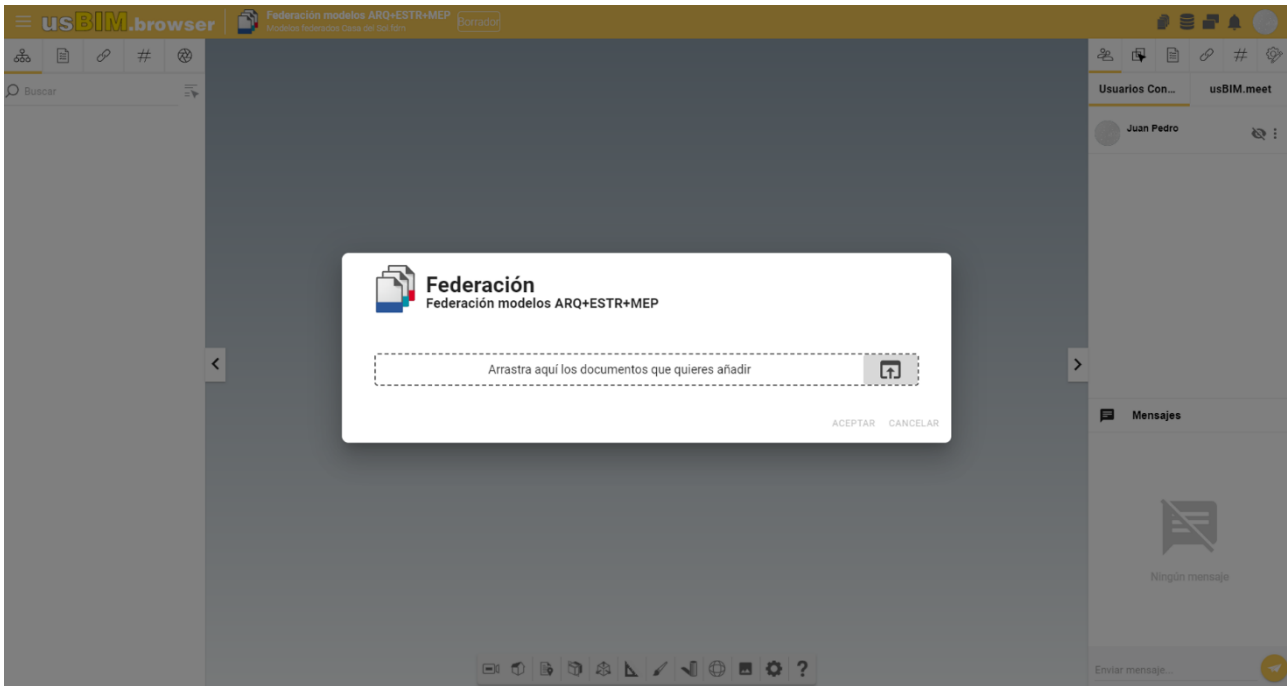 usBIM.browser
Federación modelos ARQ+ESTR+MEP
Borrador
Modelos federados Casa del Sol.fdm
Buscar
#
Usuarios Con...
usBIM.meet
Juan Pedro
Federación
Federación modelos ARQ+ESTR+MEP
Arrastra aquí los documentos que quieres añadir
ACEPTAR CANCELAR
Mensajes
Ningún mensaje
Enviar mensaje...
?